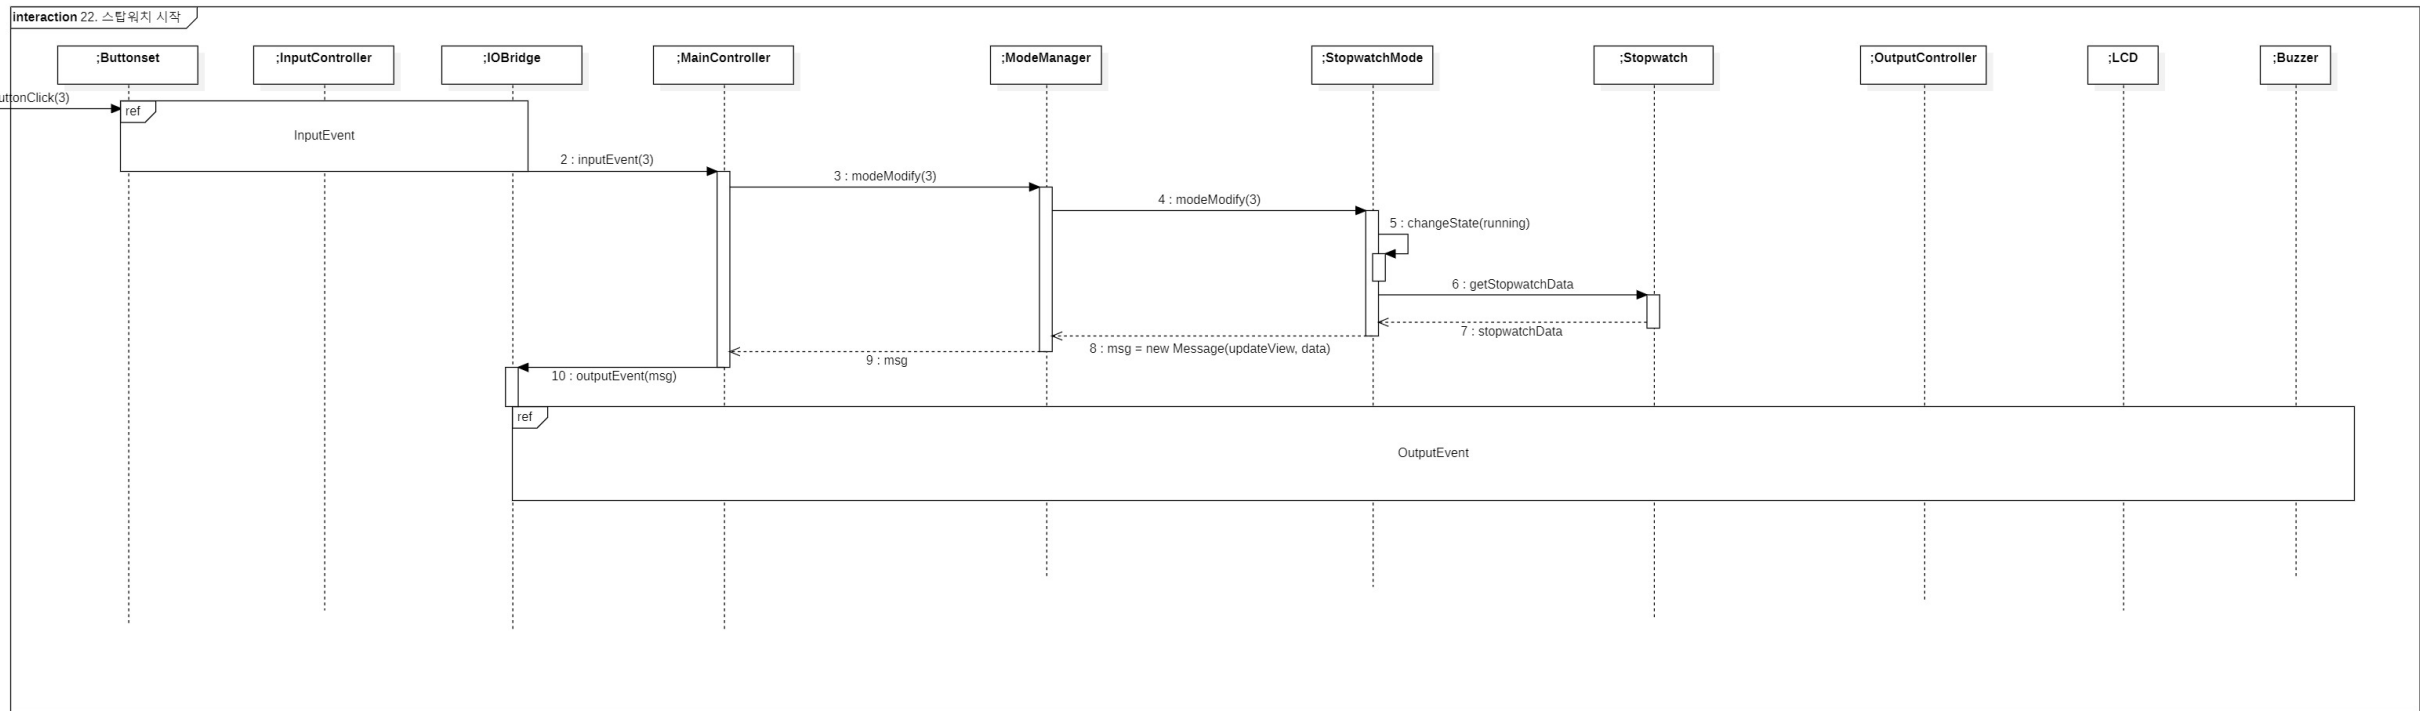 interaction 22. 스탑워치 시작
;Buttonset
;InputController
;IOBridge
;MainController
;ModeManager
;StopwatchMode
;Stopwatch
;OutputController
;LCD
;Buzzer
uttonClick(3)
ref
InputEvent
2 : inputEvent(3)
3 : modeModify(3)
4 : modeModify(3)
5 : changeState(running)
6 : getStopwatchData
7 : stopwatchData
8 : msg = new Message(updateView, data)
9 : msg
10 : outputEvent(msg)
ref
OutputEvent